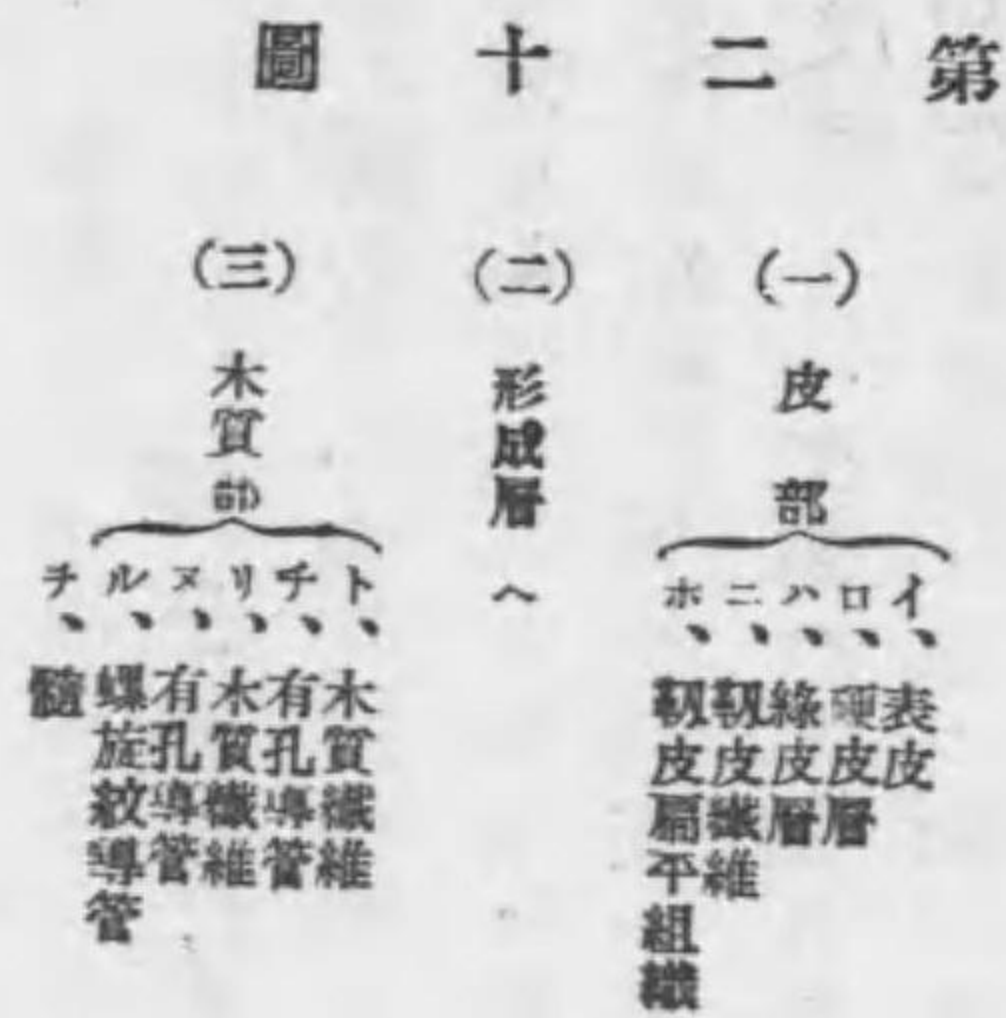 第二十圖
(一) 皮部
イ、表皮
ロ、硬皮層
ハ、綠皮層
ニ、靱皮纖維
ホ、靱皮扁平組織
(二) 形成層 ヘ
(三) 木質部
ト、木質纖維
チ、有孔導管
リ、木質纖維
ヌ、有孔導管
ル、螺旋紋導管
チ、髓